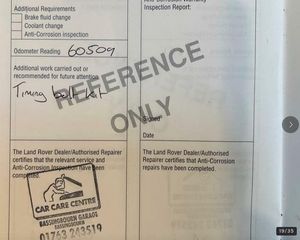 Additional Requirements
Brake fluid change
Coolant change
Anti-Corrosion inspection
Odometer Reading 60509
Additional work carried out or
recommended for future attention
Timing belt kit
The Land Rover Dealer/Authorised Repairer
certifies that the relevant service and
Anti-Corrosion Inspection have been
completed.
CAR CARE CENTRE
BASSINGBOURN GARAGE
BASSINGBOURN
01763 243519
Inspection Report:
REFERENCE
ONLY
Signed
Date
The Land Rover Dealer/Authorised
Repairer certifies that Anti-Corrosion
repairs have been completed.
19/35